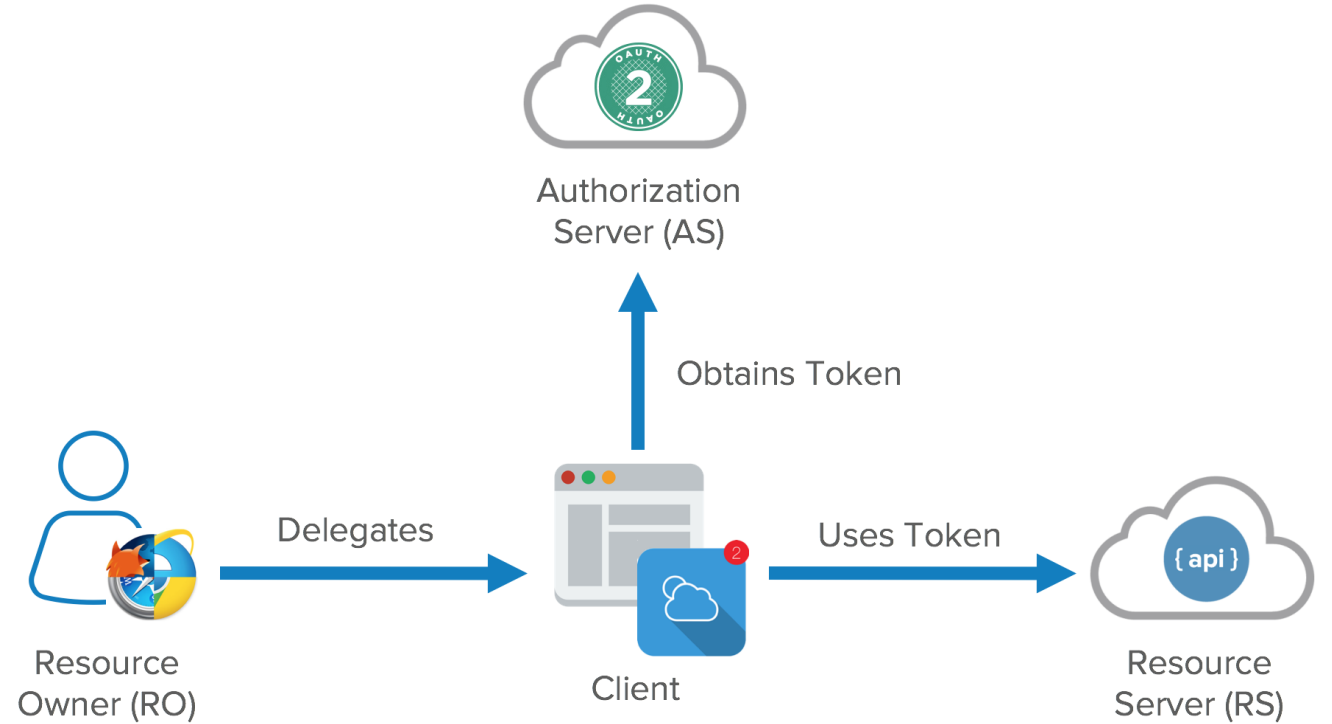 OAUTH
2
OAUTH
Authorization
Server (AS)
Obtains Token
Delegates
Uses Token
2
{ api }
Resource
Owner (RO)
Client
Resource
Server (RS)